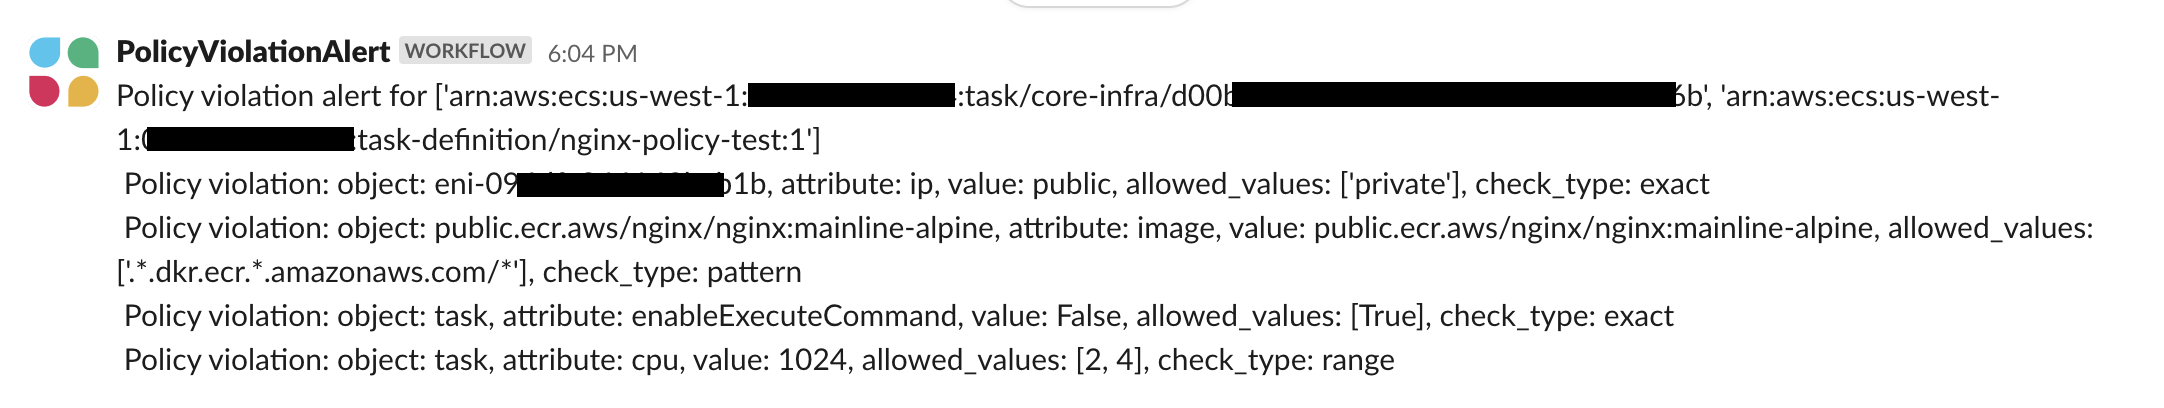 PolicyViolationAlert WORKFLOW 6:04 PM
Policy violation alert for ['arn:aws:ecs:us-west-1: :task/core-infra/d00b 6b', 'arn:aws:ecs:us-west-
1:0 :task-definition/nginx-policy-test:1']
Policy violation: object: eni-09 b1b, attribute: ip, value: public, allowed_values: ['private'], check_type: exact
Policy violation: object: public.ecr.aws/nginx/nginx:mainline-alpine, attribute: image, value: public.ecr.aws/nginx/nginx:mainline-alpine, allowed_values:
['.*.dkr.ecr.*.amazonaws.com/*'], check_type: pattern
Policy violation: object: task, attribute: enableExecuteCommand, value: False, allowed_values: [True], check_type: exact
Policy violation: object: task, attribute: cpu, value: 1024, allowed_values: [2, 4], check_type: range